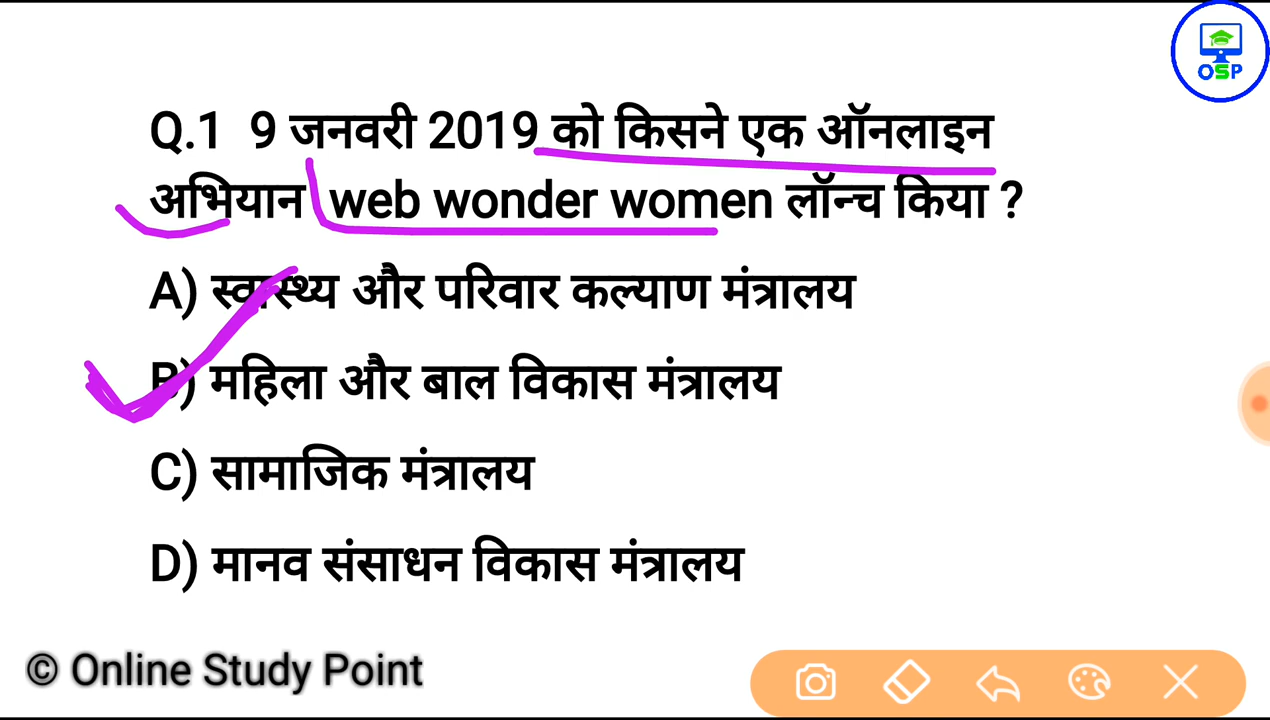 OSP
Q.1 9 जनवरी 2019 को किसने एक ऑनलाइन
अभियान web wonder women लॉन्च किया ?
A) स्वास्थ्य और परिवार कल्याण मंत्रालय
B) महिला और बाल विकास मंत्रालय
C) सामाजिक मंत्रालय
D) मानव संसाधन विकास मंत्रालय
© Online Study Point